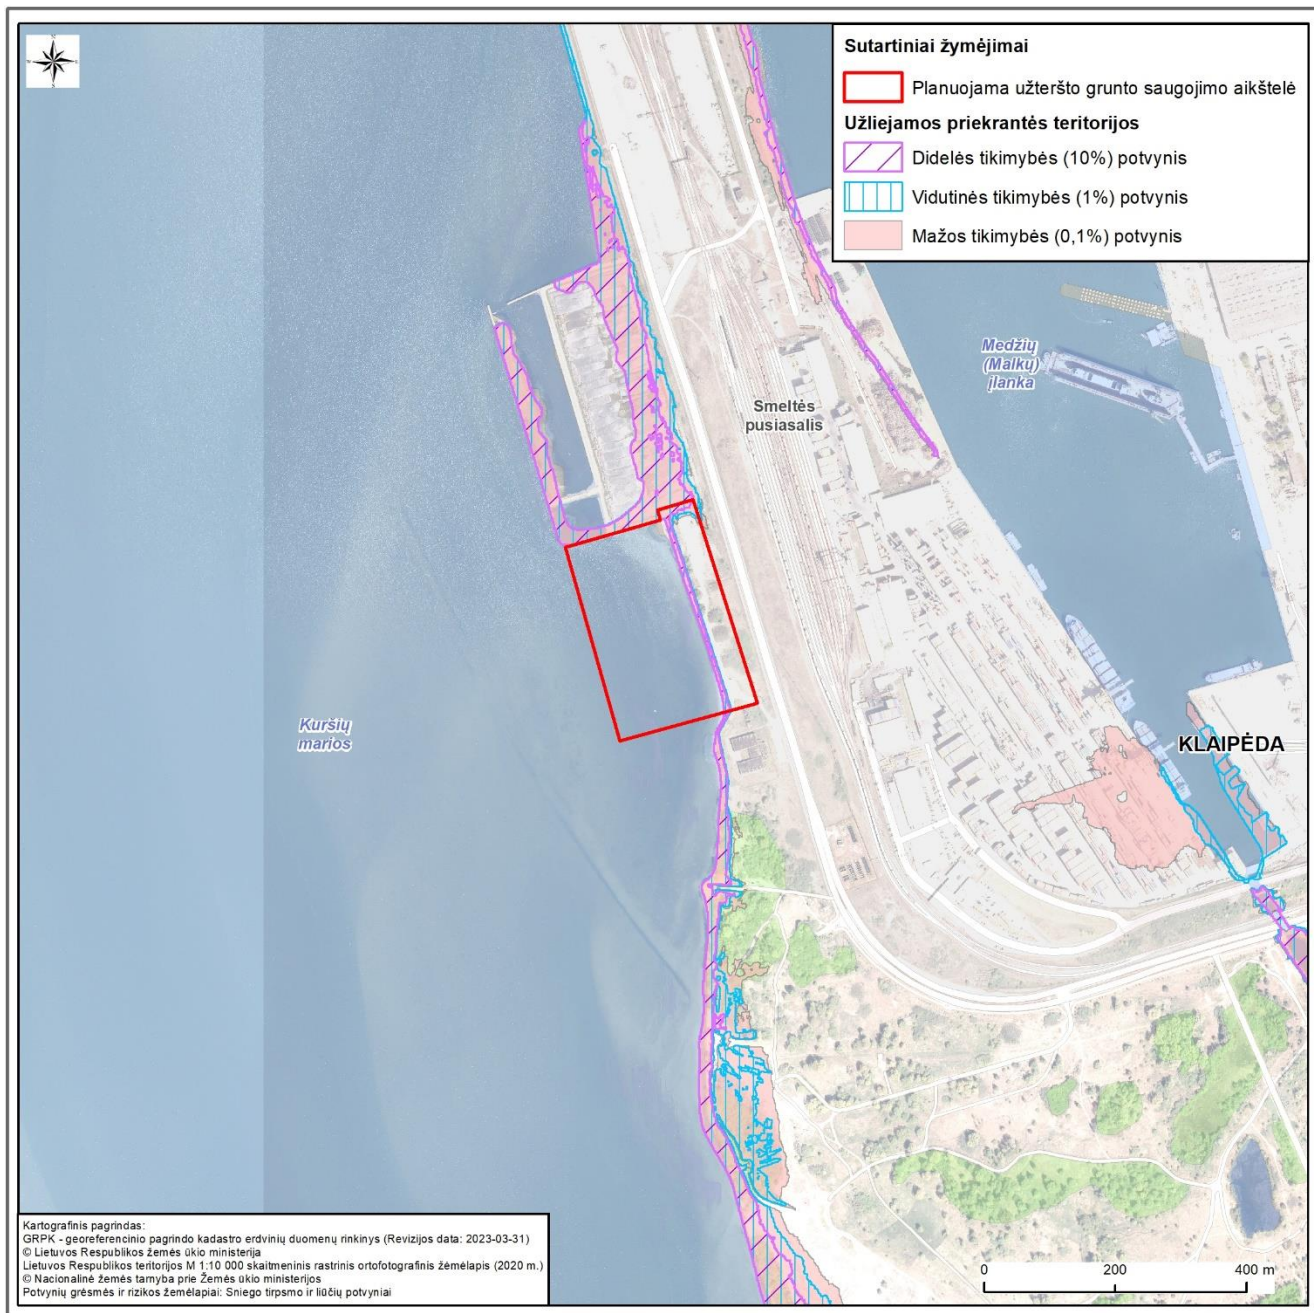 Sutartiniai žymėjimai
Planuojama užteršto grunto saugojimo aikštelė
Užliejamos priekrantės teritorijos
Didelės tikimybės (10%) potvynis
Vidutinės tikimybės (1%) potvynis
Mažos tikimybės (0,1%) potvynis
Medžių
(Malkų)
įlanka
Smeltės
pusiasalis
Kuršių
marios
KLAIPĖDA
Kartografinis pagrindas:
GRPK - georeferencinio pagrindo kadastro erdvinių duomenų rinkinys (Revizijos data: 2023-03-31)
© Lietuvos Respublikos žemės ūkio ministerija
Lietuvos Respublikos teritorijos M 1:10 000 skaitmeninis rastrinis ortofotografinis žemėlapis (2020 m.)
© Nacionalinė žemės tarnyba prie Žemės ūkio ministerijos
Potvynių grėsmės ir rizikos žemėlapiai: Sniego tirpsmo ir liūčių potvyniai
0 200 400 m